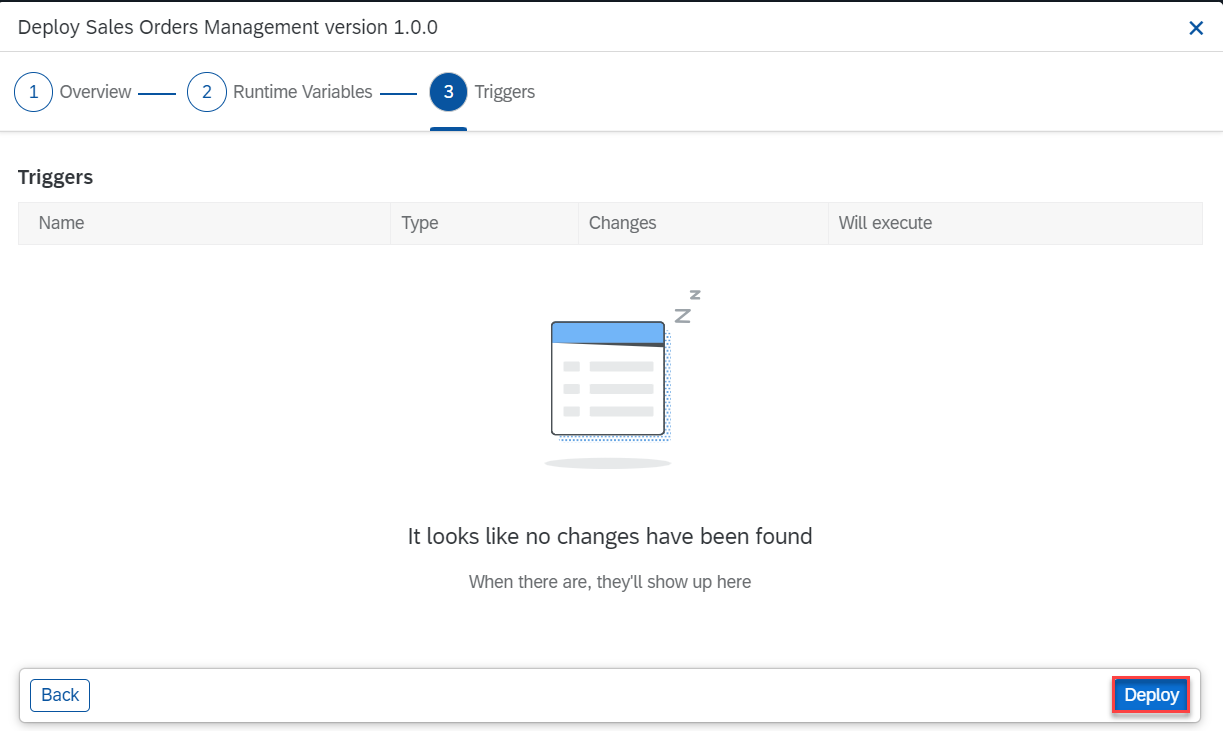 Deploy Sales Orders Management version 1.0.0
1 Overview 2 Runtime Variables 3 Triggers
Triggers
Name Type Changes Will execute
z
Z
It looks like no changes have been found
When there are, they'll show up here
Back Deploy